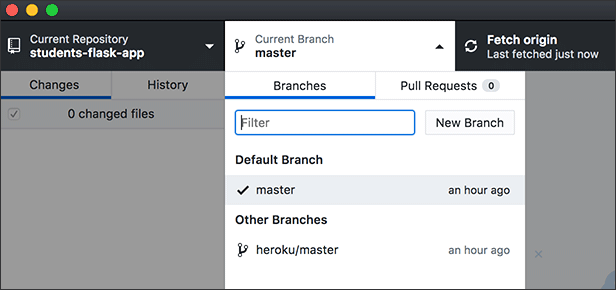 Current Repository
students-flask-app
Current Branch
master
Fetch origin
Last fetched just now
Changes
History
Branches
Pull Requests 0
0 changed files
Filter
New Branch
Default Branch
master an hour ago
Other Branches
heroku/master an hour ago